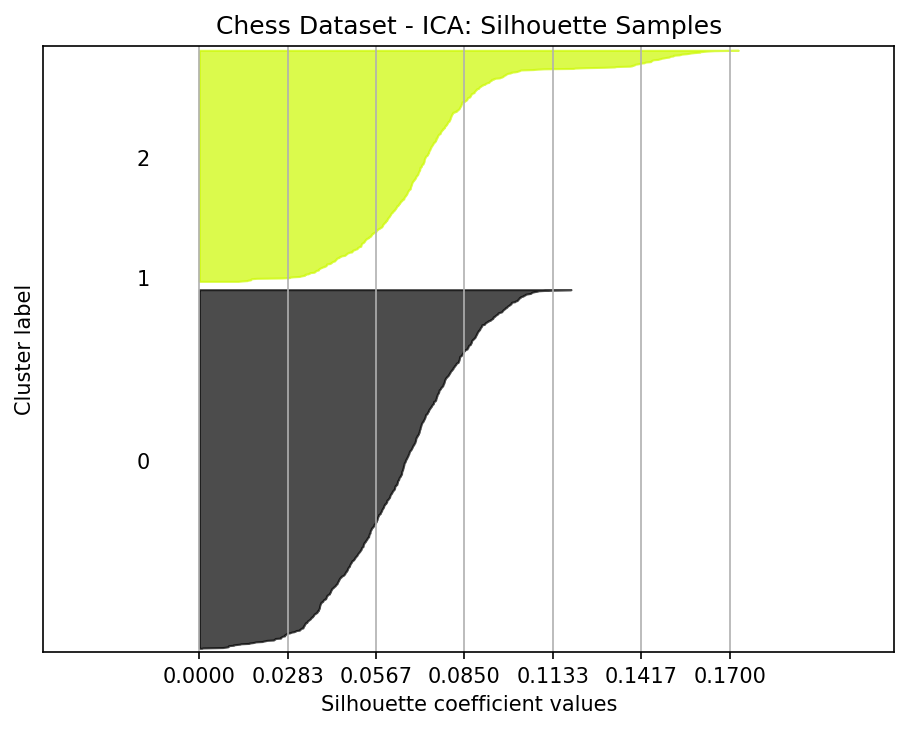 Chess Dataset - ICA: Silhouette Samples
2
1
0
Cluster label
0.0000 0.0283 0.0567 0.0850 0.1133 0.1417 0.1700
Silhouette coefficient values